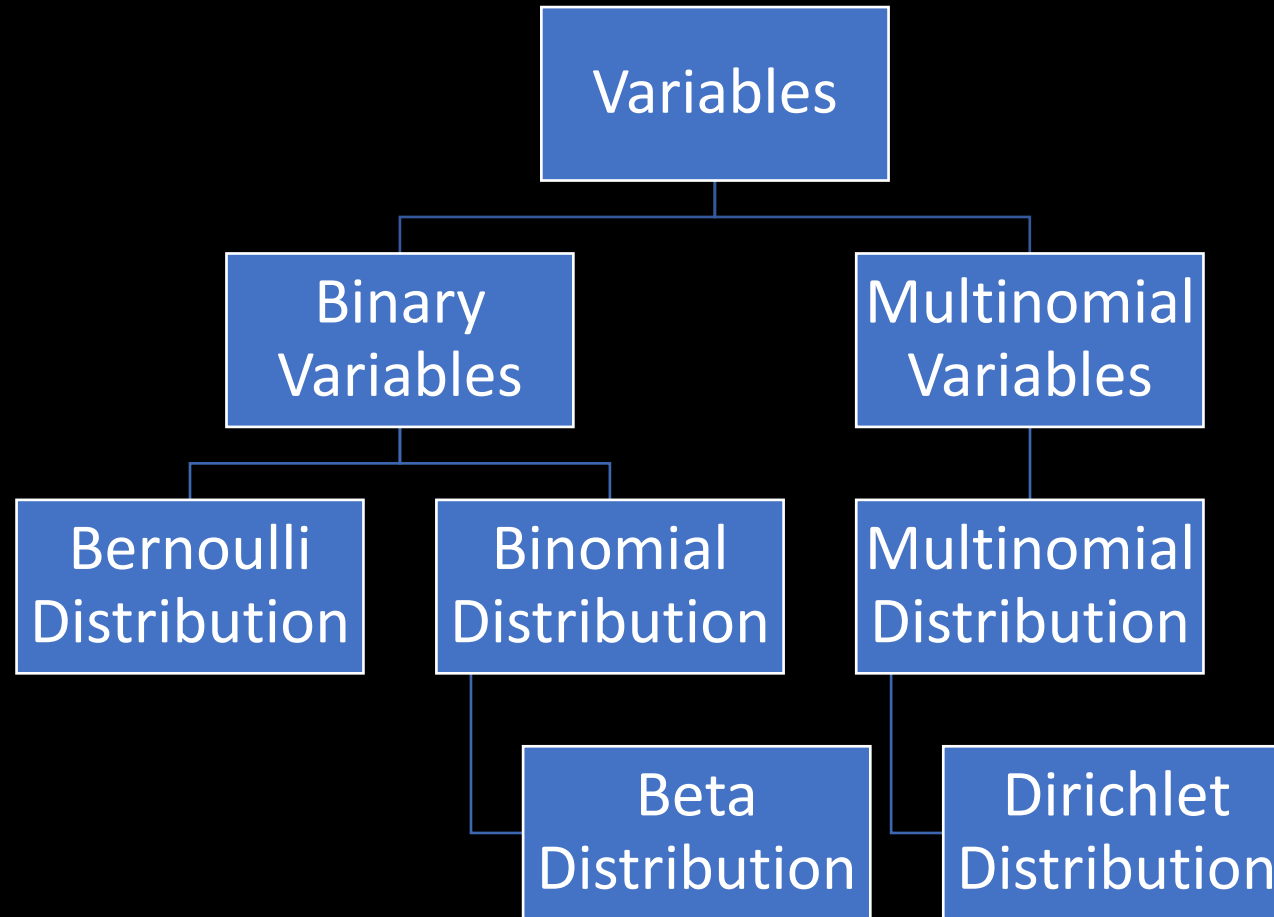 Variables
Binary
Variables
Multinomial
Variables
Bernoulli
Distribution
Binomial
Distribution
Multinomial
Distribution
Beta
Distribution
Dirichlet
Distribution